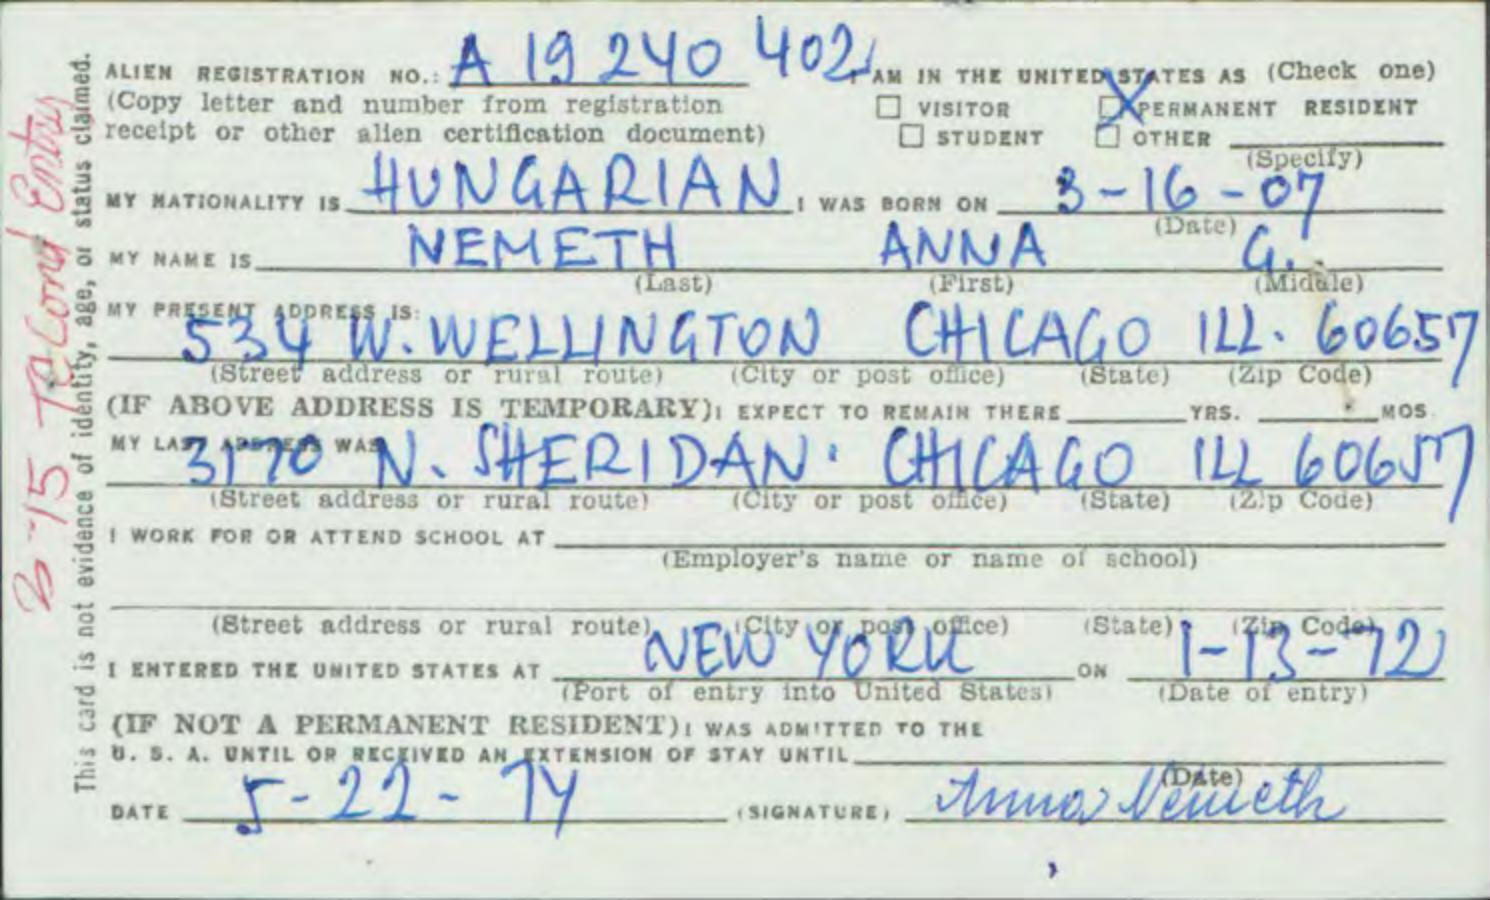 ALIEN REGISTRATION NO.: A 19 240 402 I AM IN THE UNITED STATES AS (Check one)
(Copy letter and number from registration ☐ VISITOR ☒ PERMANENT RESIDENT
receipt or other alien certification document) ☐ STUDENT ☐ OTHER
(Specify)
MY NATIONALITY IS HUNGARIAN I WAS BORN ON 3-16-07
(Date)
MY NAME IS NEMETH ANNA G.
(Last) (First) (Middle)
MY PRESENT ADDRESS IS:
534 W. WELLINGTON CHICAGO ILL. 60657
(Street address or rural route) (City or post office) (State) (Zip Code)
(IF ABOVE ADDRESS IS TEMPORARY) I EXPECT TO REMAIN THERE YRS. MOS
MY LAST ADDRESS WAS
3170 N. SHERIDAN. CHICAGO ILL 60657
(Street address or rural route) (City or post office) (State) (Zip Code)
I WORK FOR OR ATTEND SCHOOL AT
(Employer's name or name of school)
(Street address or rural route) (City or post office) (State) (Zip Code)
I ENTERED THE UNITED STATES AT NEW YORK ON 1-13-72
(Port of entry into United States) (Date of entry)
(IF NOT A PERMANENT RESIDENT) I WAS ADMITTED TO THE
U. S. A. UNTIL OR RECEIVED AN EXTENSION OF STAY UNTIL
(Date)
DATE 5-22-74 (SIGNATURE) Anna Nemeth
This card is not evidence of identity, age, or status claimed.
Record Entry